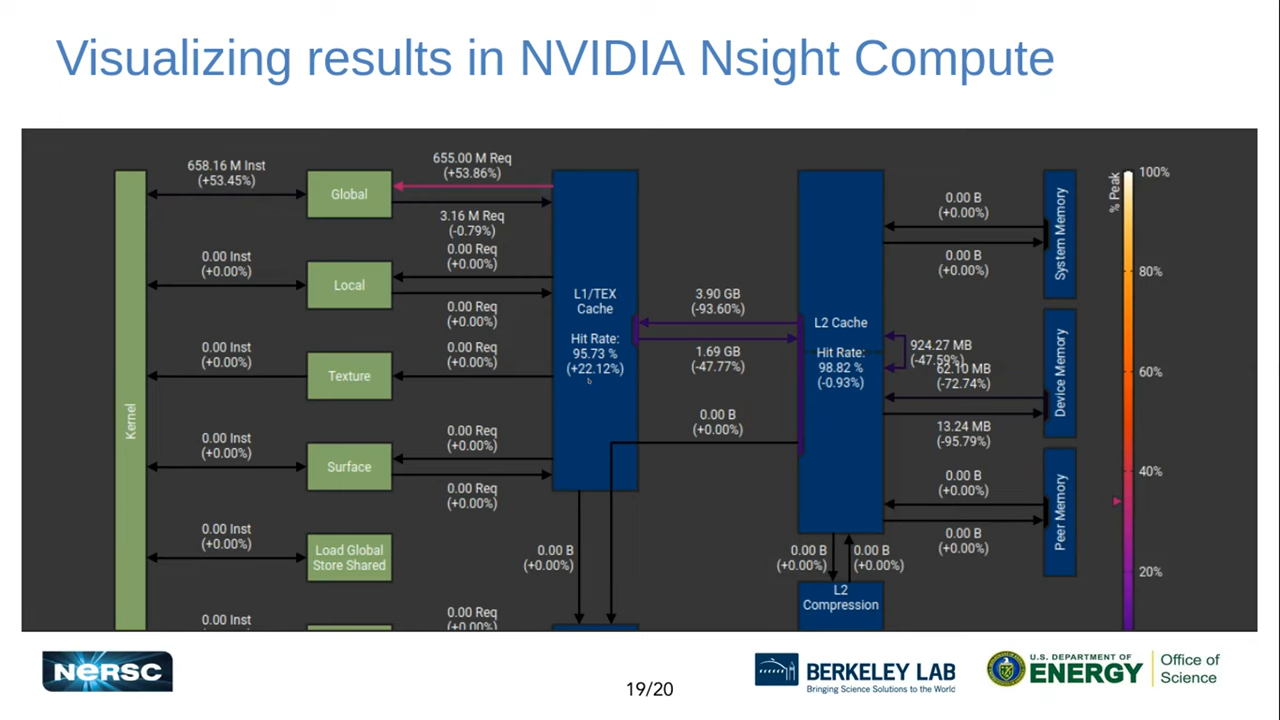 Visualizing results in NVIDIA Nsight Compute
658.16 M Inst
(+53.45%)
Global
655.00 M Req
(+53.86%)
3.16 M Req
(-0.79%)
0.00 Inst
(+0.00%)
Local
0.00 Req
(+0.00%)
0.00 Req
(+0.00%)
0.00 Inst
(+0.00%)
Texture
0.00 Req
(+0.00%)
0.00 Inst
(+0.00%)
Surface
0.00 Req
(+0.00%)
0.00 Req
(+0.00%)
0.00 Inst
(+0.00%)
Load Global
Store Shared
0.00 Inst
0.00 Req
Kernel
L1/TEX
Cache
Hit Rate:
95.73 %
(+22.12%)
3.90 GB
(-93.60%)
1.69 GB
(-47.77%)
0.00 B
(+0.00%)
0.00 B
(+0.00%)
L2 Cache
Hit Rate:
98.82 %
(-0.93%)
0.00 B
(+0.00%)
0.00 B
(+0.00%)
L2
Compression
0.00 B
(+0.00%)
0.00 B
(+0.00%)
System Memory
924.27 MB
(-47.59%)
62.10 MB
(-72.74%)
13.24 MB
(-95.79%)
Device Memory
0.00 B
(+0.00%)
0.00 B
(+0.00%)
Peer Memory
% Peak
100%
80%
60%
40%
20%
NERSC
19/20
BERKELEY LAB
Bringing Science Solutions to the World
U.S. DEPARTMENT OF
ENERGY
Office of
Science